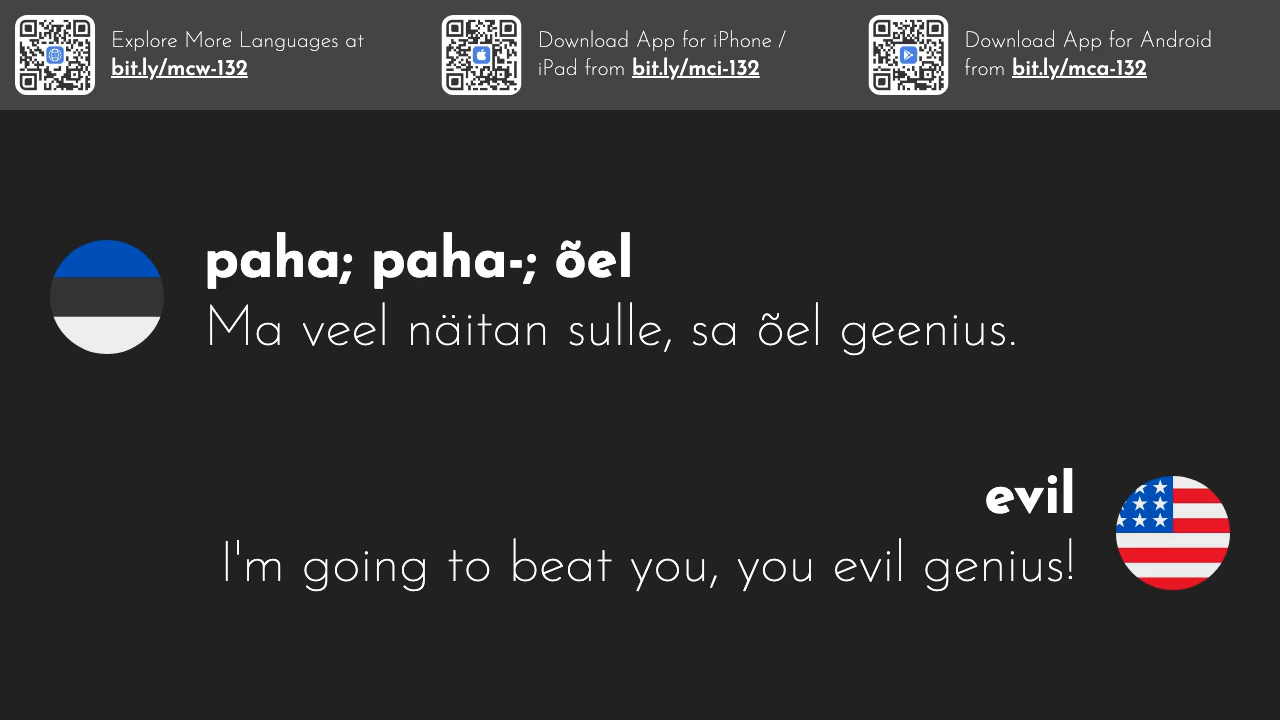 Explore More Languages at
bit.ly/mcw-132
Download App for iPhone /
iPad from bit.ly/mci-132
Download App for Android
from bit.ly/mca-132
paha; paha-; õel
Ma veel näitan sulle, sa õel geenius.
evil
I'm going to beat you, you evil genius!